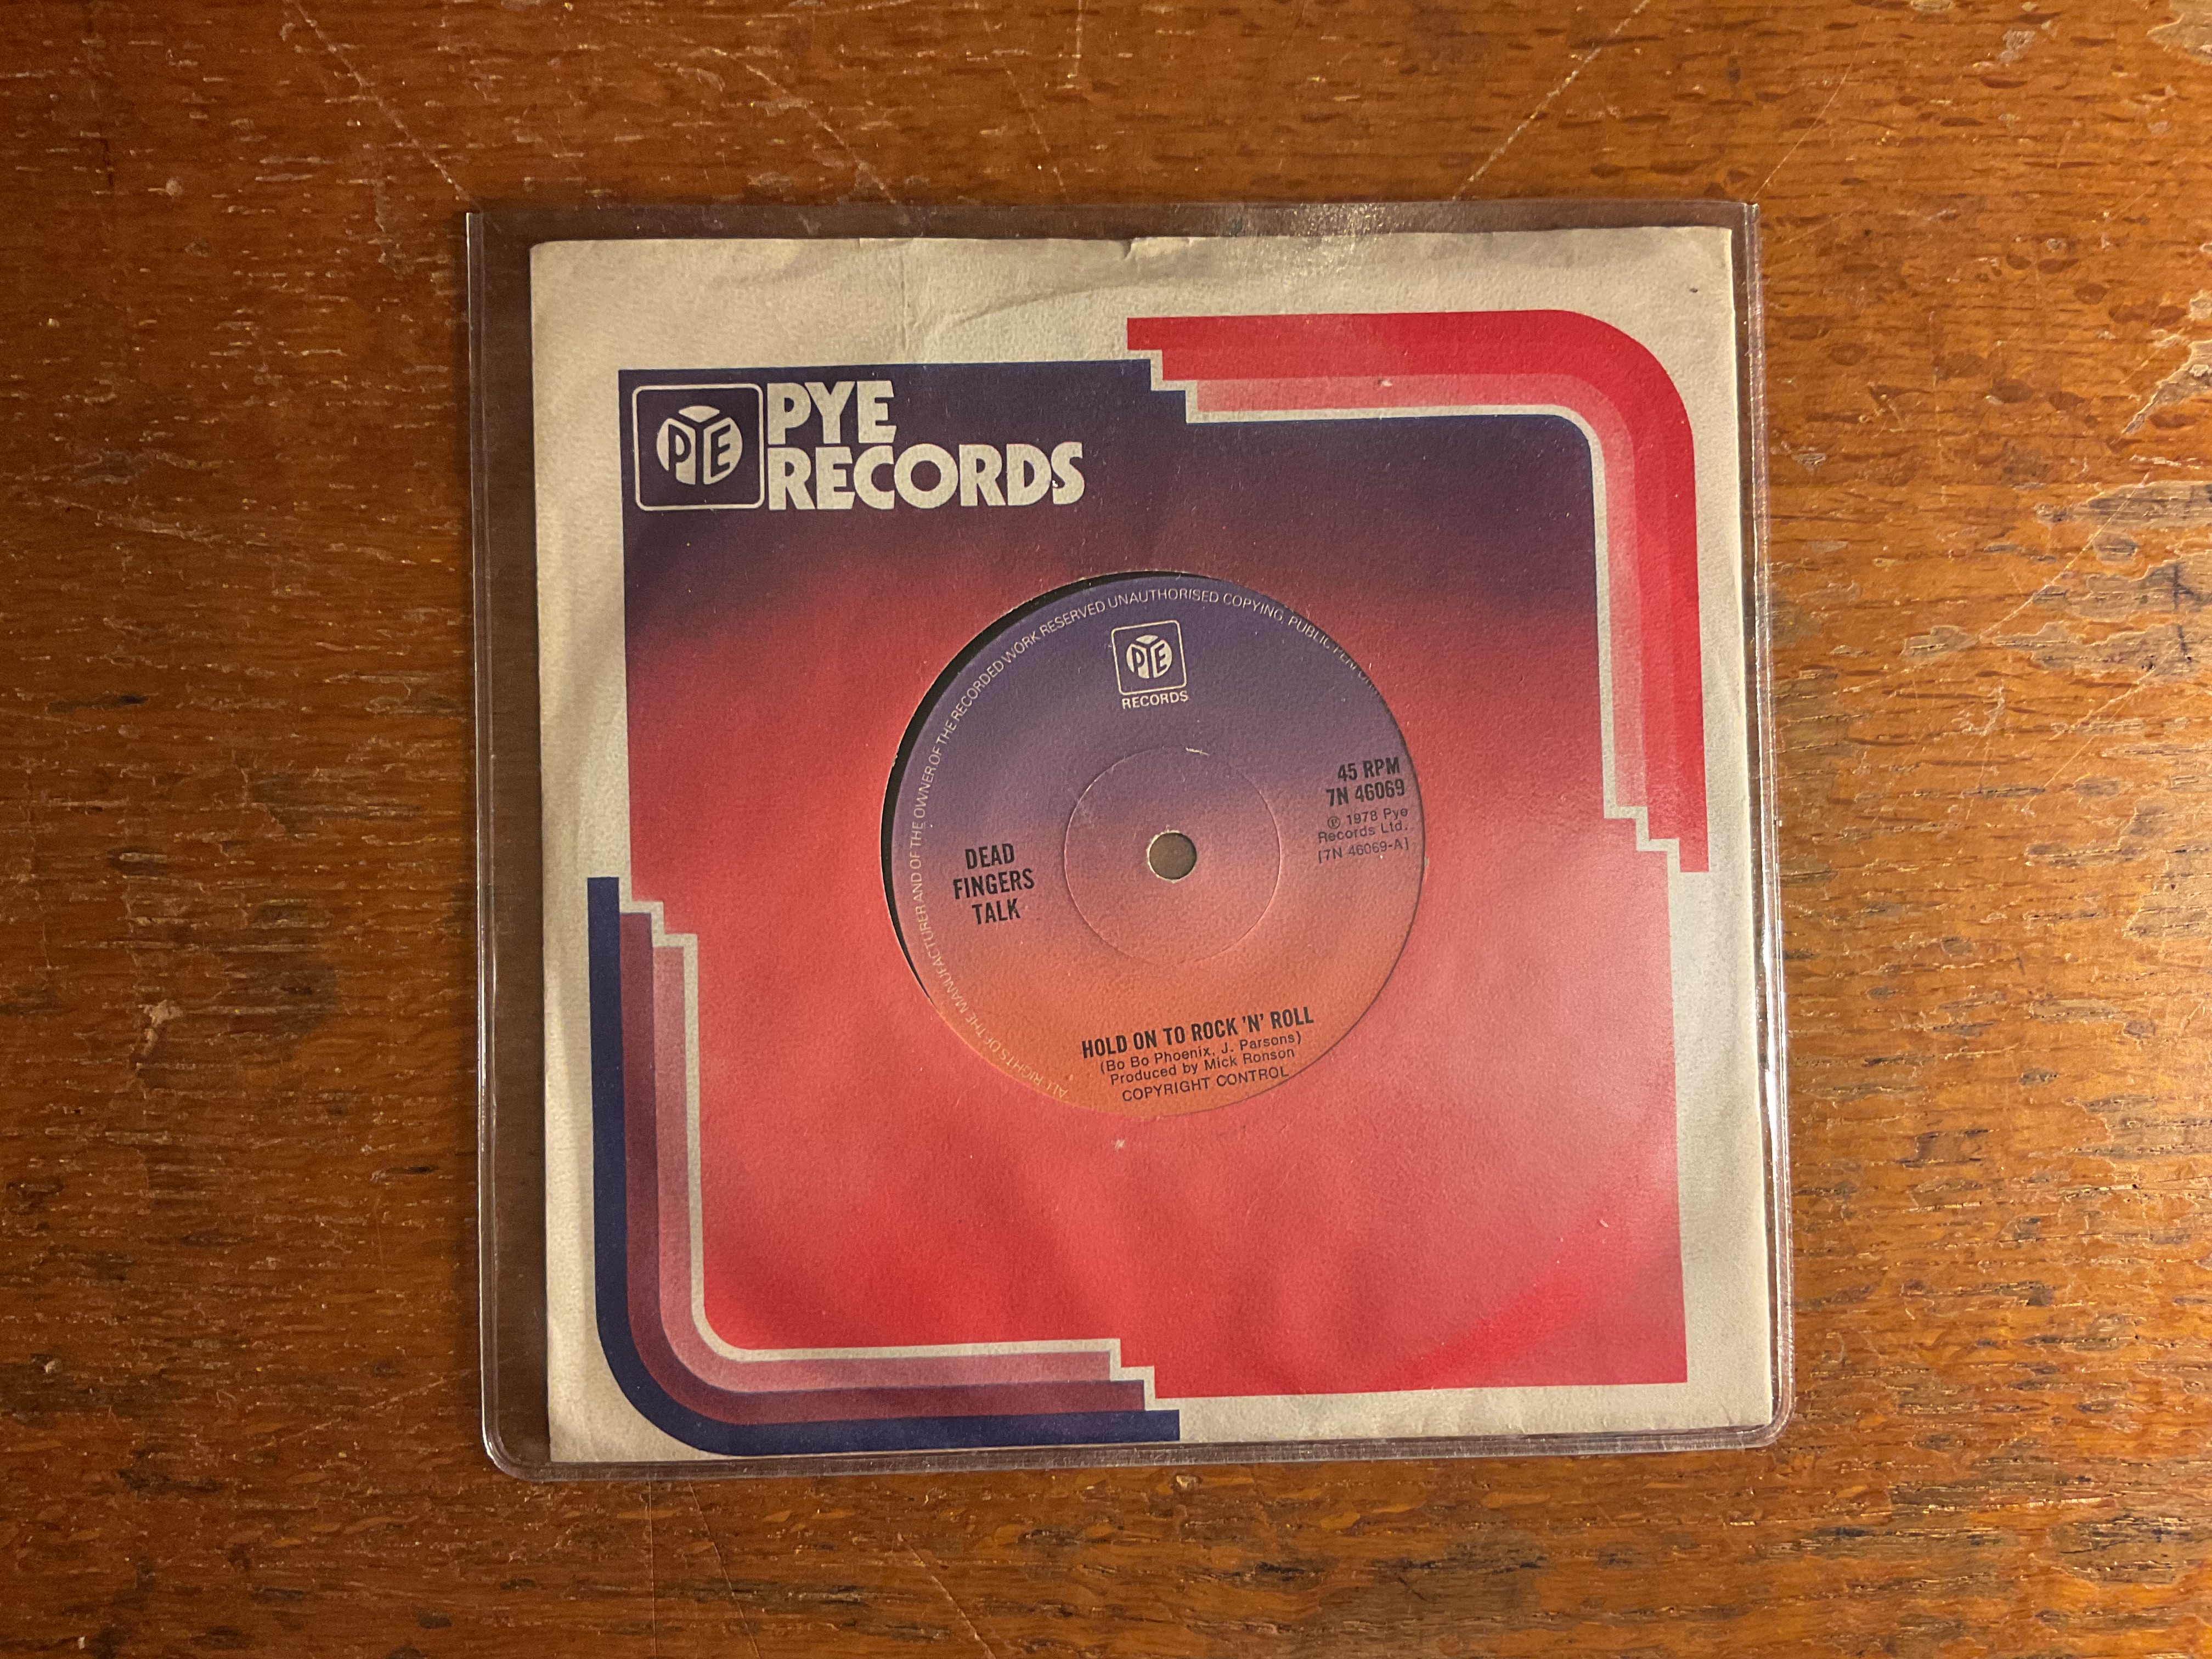 PYE
PYE
RECORDS
ALL RIGHTS OF THE MANUFACTURER AND OF THE OWNER OF THE RECORDED WORK RESERVED UNAUTHORISED COPYING, PUBLIC
PYE
RECORDS
45 RPM
7N 46069
℗ 1978 Pye
Records Ltd.
[7N 46069-A]
DEAD
FINGERS
TALK
HOLD ON TO ROCK 'N' ROLL
(Bo Bo Phoenix, J. Parsons)
Produced by Mick Ronson
COPYRIGHT CONTROL